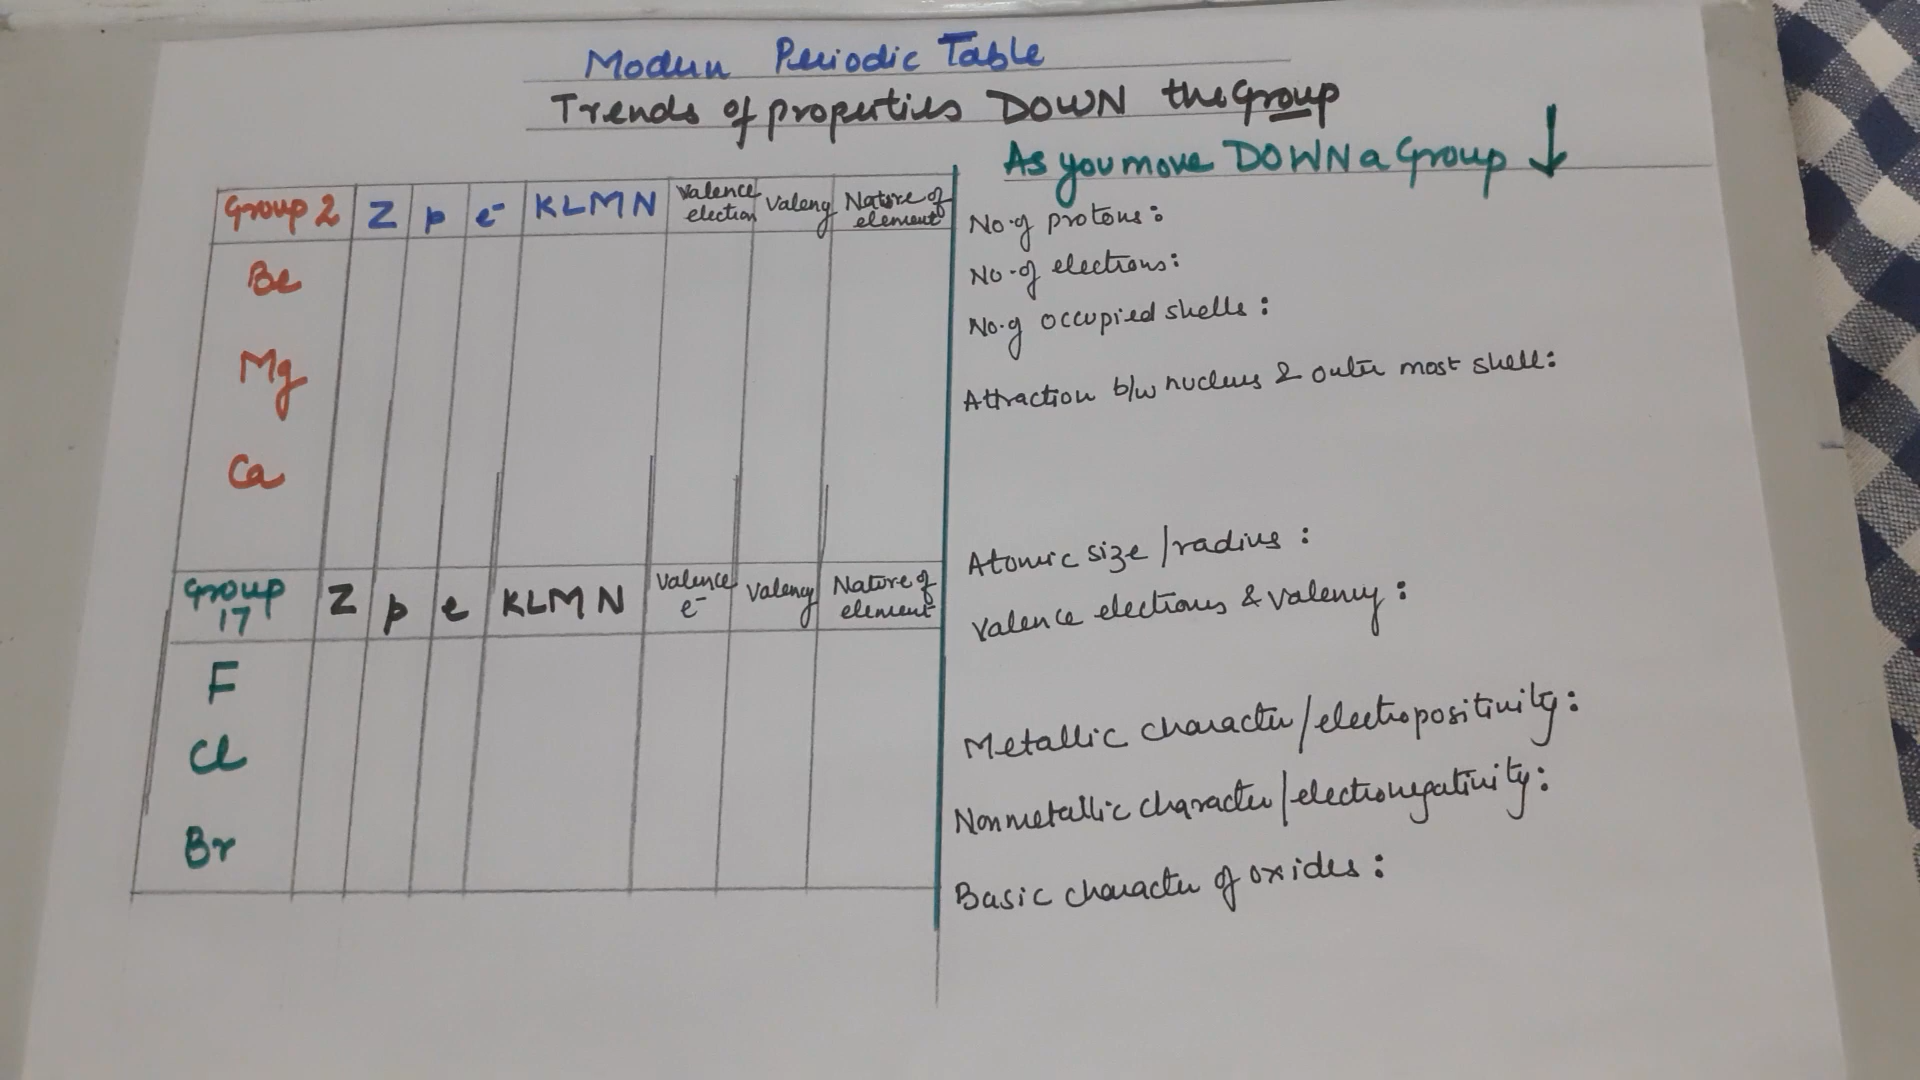 Modern Periodic Table
Trends of properties DOWN the Group
As you move DOWN a Group ↓
Group 2 Z p e- KLMN Valence electron Valency Nature of element
Be
Mg
Ca
Group 17 Z p e KLMN Valence e- Valency Nature of element
F
Cl
Br
No. of protons:
No. of electrons:
No. of occupied shells:
Attraction b/w nucleus & outer most shell:
Atomic size/radius:
Valence electrons & valency:
Metallic character/electropositivity:
Nonmetallic character/electronegativity:
Basic character of oxides: